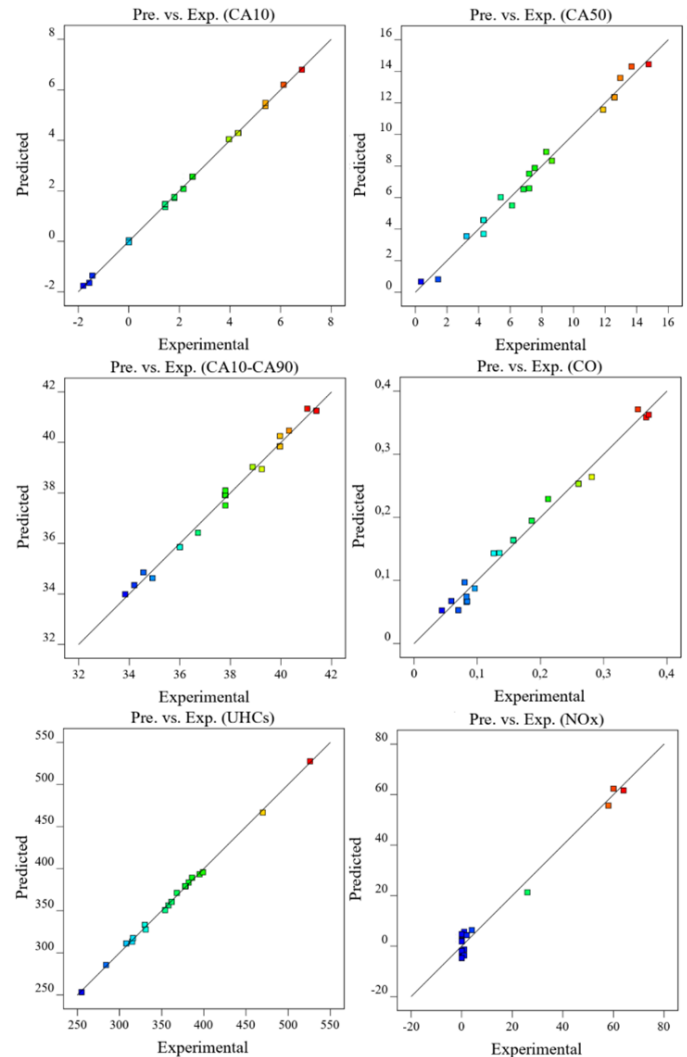 Pre. vs. Exp. (CA10)
8
6
4
2
0
-2
Predicted
-2 0 2 4 6 8
Experimental
Pre. vs. Exp. (CA50)
16
14
12
10
8
6
4
2
0
Predicted
0 2 4 6 8 10 12 14 16
Experimental
Pre. vs. Exp. (CA10-CA90)
42
40
38
36
34
32
Predicted
32 34 36 38 40 42
Experimental
Pre. vs. Exp. (CO)
0,4
0,3
0,2
0,1
0
Predicted
0 0,1 0,2 0,3 0,4
Experimental
Pre. vs. Exp. (UHCs)
550
500
450
400
350
300
250
Predicted
250 300 350 400 450 500 550
Experimental
Pre. vs. Exp. (NOx)
80
60
40
20
0
-20
Predicted
-20 0 20 40 60 80
Experimental